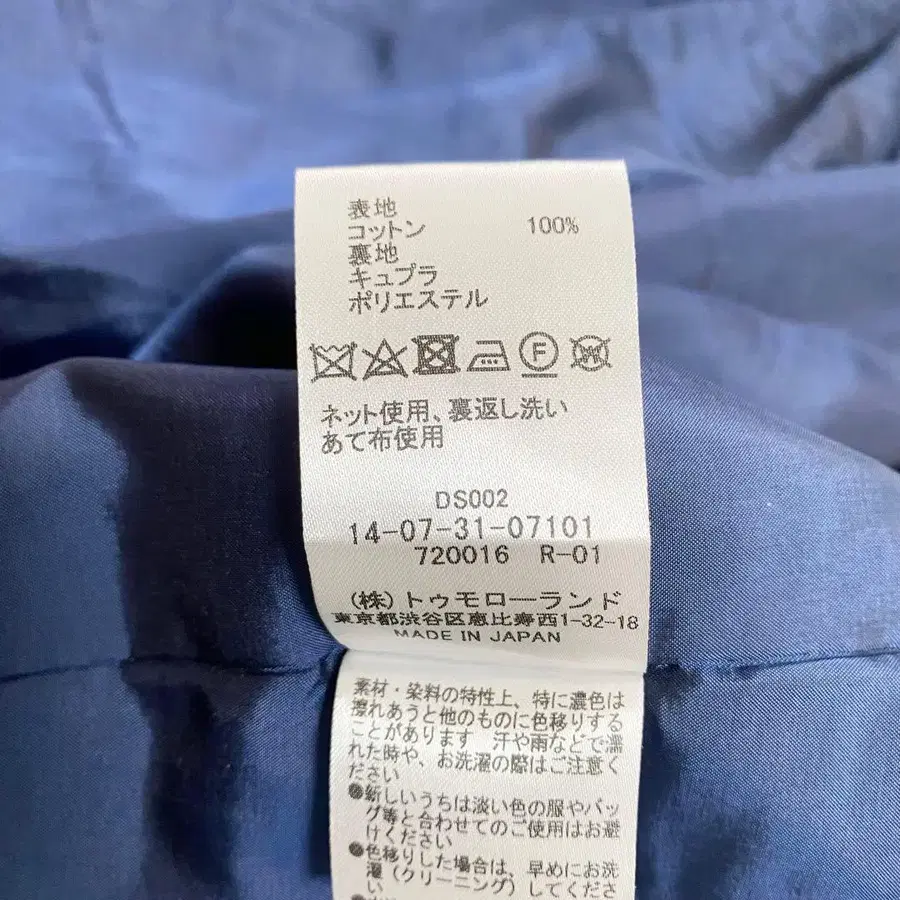 表地
コットン 100%
裏地
キュプラ
ポリエステル
F W
ネット使用、裏返し洗い
あて布使用
DS002
14-07-31-07101
720016 R-01
(株)トゥモローランド
東京都渋谷区恵比寿西1-32-18
MADE IN JAPAN
素材・染料の特性上、特に濃色は
擦れあうと他のものに色移りする
ことがあります 汗や雨などで濡
れた時や、お洗濯の際はご注意く
ださい
●新しいうちは淡い色の服やバッ
グ等と合わせてのご使用はお避
けください
●色移りした場合は、早めにお洗
濯(クリーニング)してくださ
い